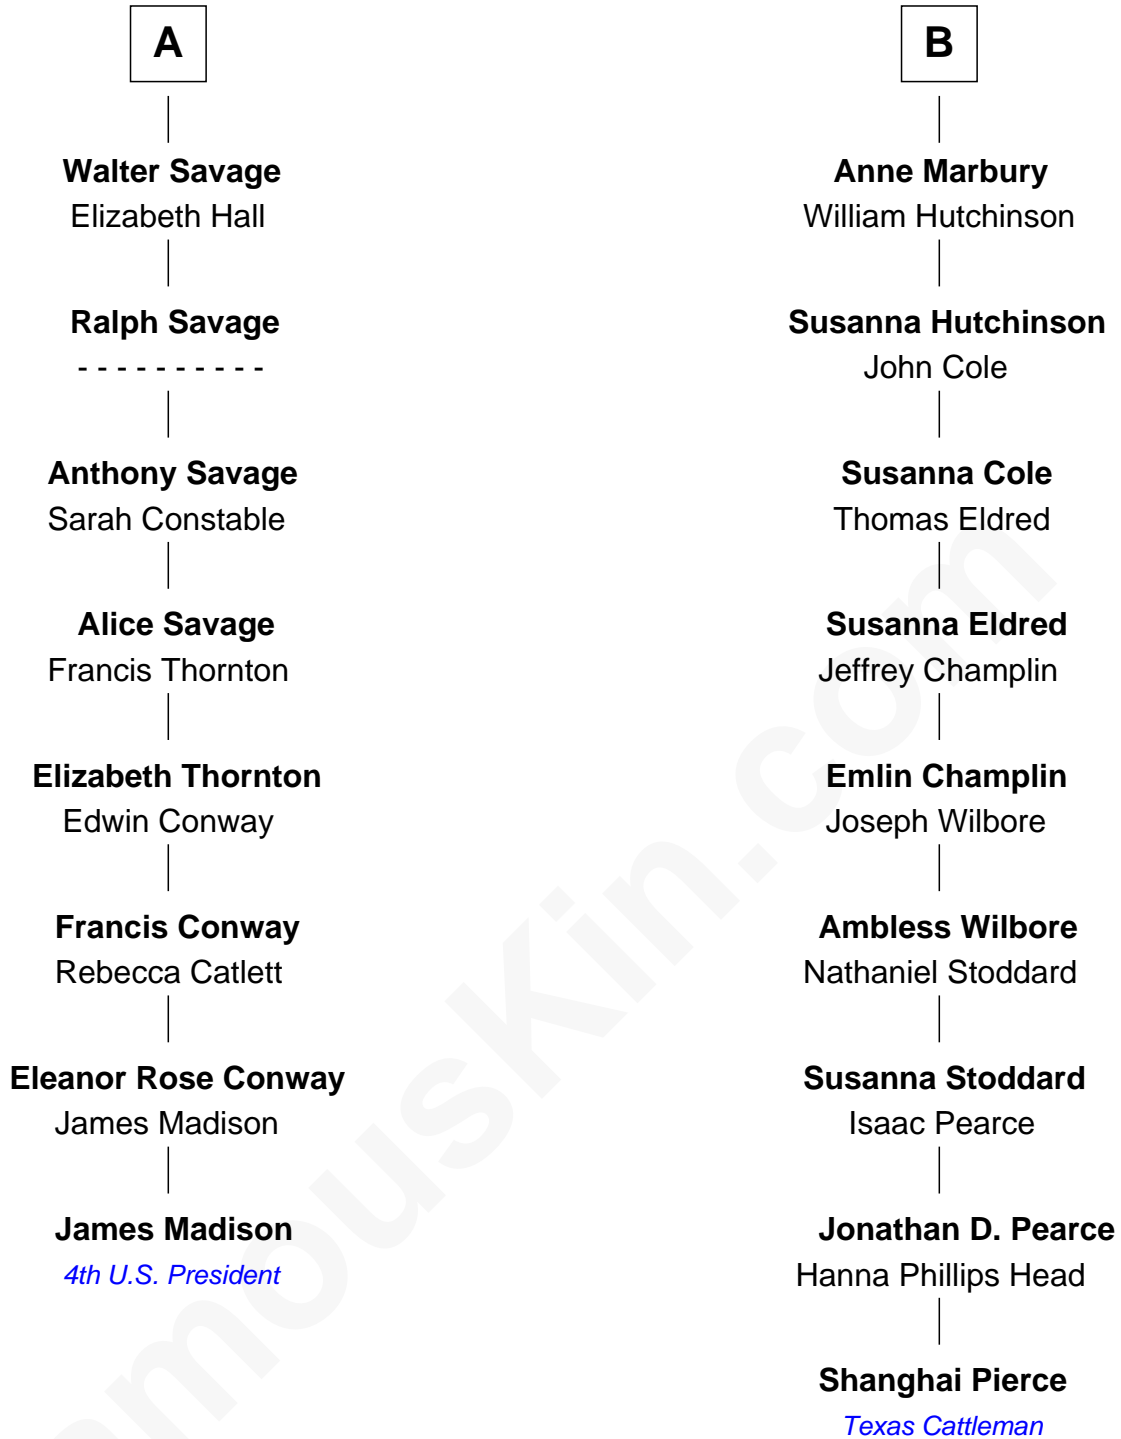 A
Walter Savage
Elizabeth Hall
Ralph Savage
- - - - - - - - - -
Anthony Savage
Sarah Constable
Alice Savage
Francis Thornton
Elizabeth Thornton
Edwin Conway
Francis Conway
Rebecca Catlett
Eleanor Rose Conway
James Madison
James Madison
4th U.S. President
B
Anne Marbury
William Hutchinson
Susanna Hutchinson
John Cole
Susanna Cole
Thomas Eldred
Susanna Eldred
Jeffrey Champlin
Emlin Champlin
Joseph Wilbore
Ambless Wilbore
Nathaniel Stoddard
Susanna Stoddard
Isaac Pearce
Jonathan D. Pearce
Hanna Phillips Head
Shanghai Pierce
Texas Cattleman
amousKin.com